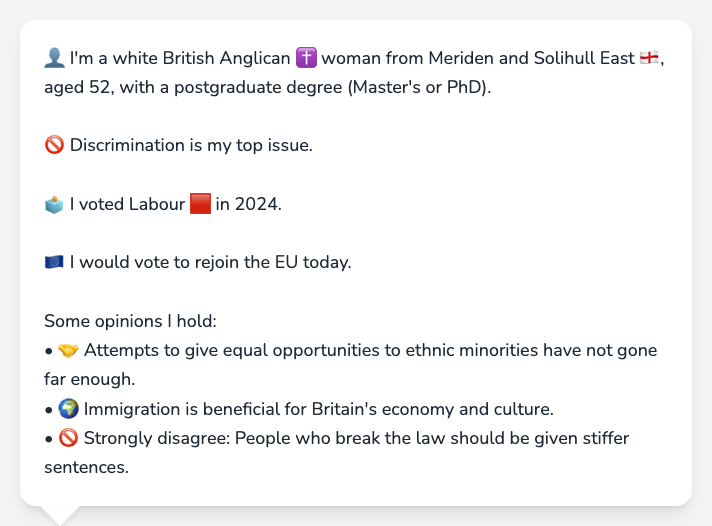 👤 I'm a white British Anglican ✝️ woman from Meriden and Solihull East 🏴󠁧󠁢󠁥󠁮󠁧󠁿,
aged 52, with a postgraduate degree (Master's or PhD).
🚫 Discrimination is my top issue.
🗳️ I voted Labour 🟥 in 2024.
🇪🇺 I would vote to rejoin the EU today.
Some opinions I hold:
• 🤝 Attempts to give equal opportunities to ethnic minorities have not gone
far enough.
• 🌍 Immigration is beneficial for Britain's economy and culture.
• 🚫 Strongly disagree: People who break the law should be given stiffer
sentences.